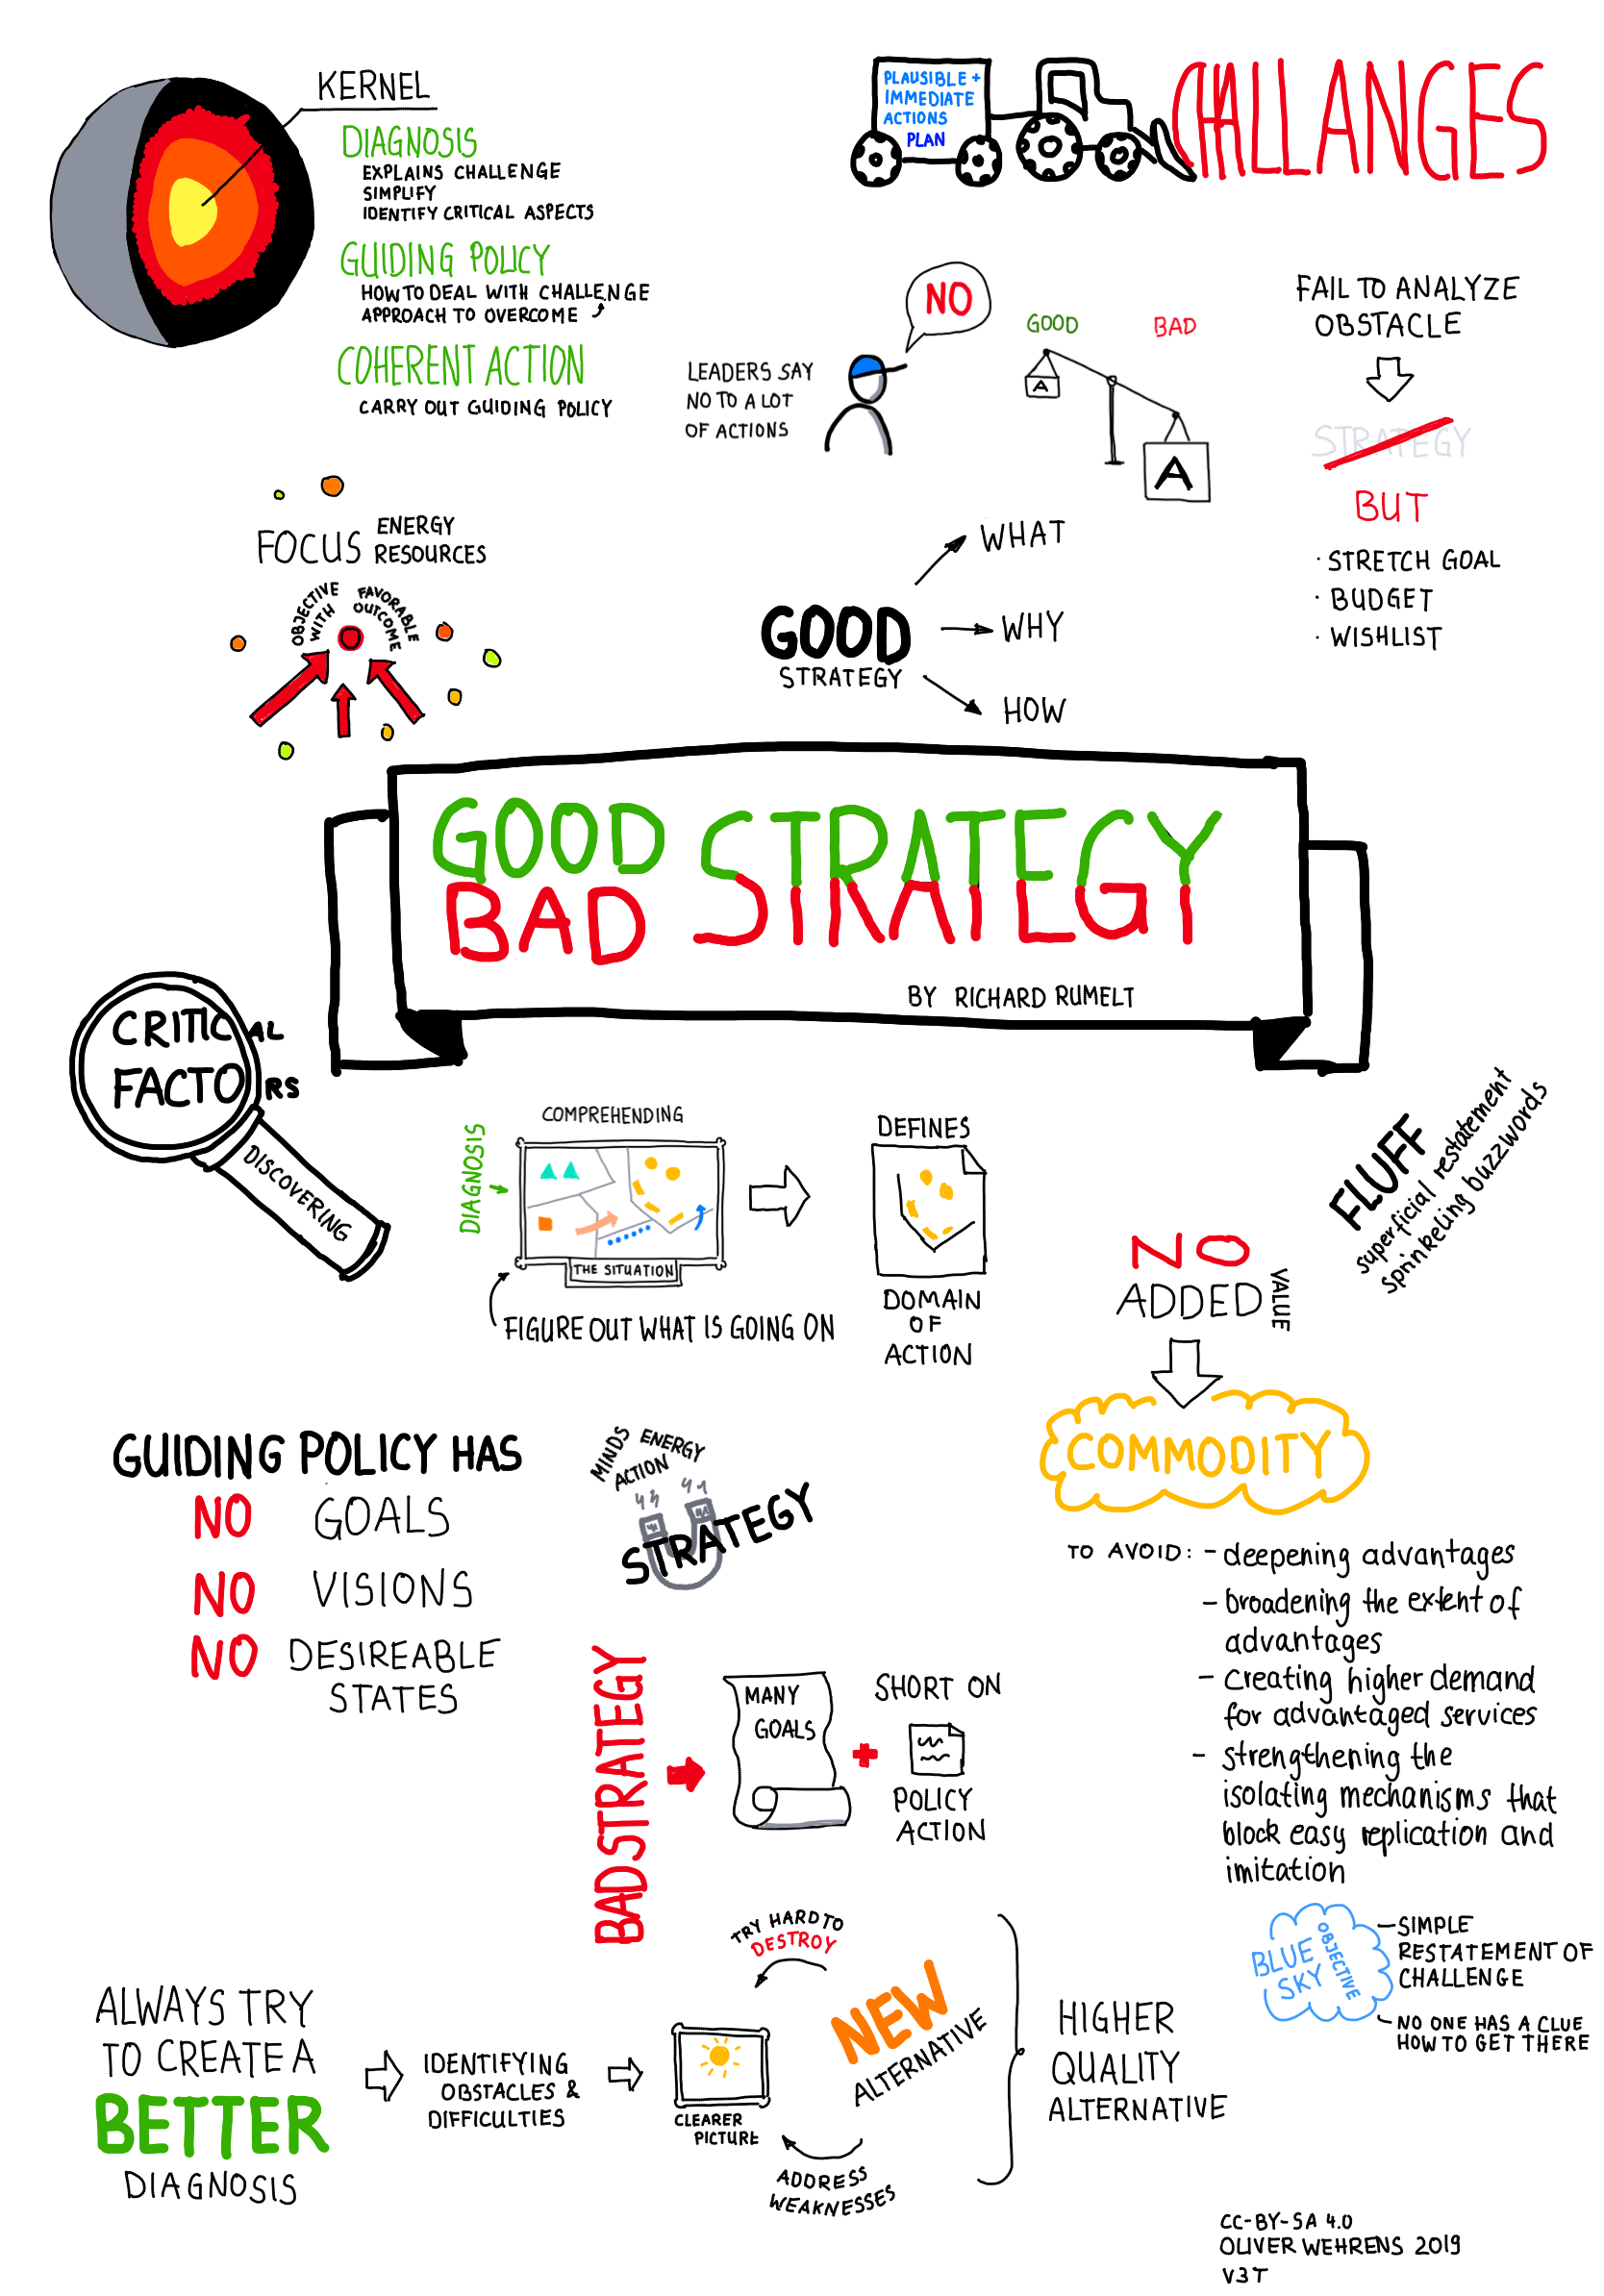 KERNEL
DIAGNOSIS
EXPLAINS CHALLENGE
SIMPLIFY
IDENTIFY CRITICAL ASPECTS
GUIDING POLICY
HOW TO DEAL WITH CHALLENGE
APPROACH TO OVERCOME
COHERENT ACTION
CARRY OUT GUIDING POLICY
PLAUSIBLE +
IMMEDIATE
ACTIONS
PLAN
CHALLANGES
LEADERS SAY
NO TO A LOT
OF ACTIONS
NO
GOOD
BAD
A
A
FAIL TO ANALYZE
OBSTACLE
STRATEGY
BUT
· STRETCH GOAL
· BUDGET
· WISHLIST
FOCUS ENERGY
RESOURCES
OBJECTIVE
WITH
FAVORABLE
OUTCOME
GOOD
STRATEGY
WHAT
WHY
HOW
GOOD STRATEGY
BAD
BY RICHARD RUMELT
CRITICAL
FACTORS
DISCOVERING
DIAGNOSIS
COMPREHENDING
THE SITUATION
FIGURE OUT WHAT IS GOING ON
DEFINES
DOMAIN
OF
ACTION
FLUFF
superficial restatement
sprinkeling buzzwords
NO
ADDED VALUE
COMMODITY
TO AVOID: - deepening advantages
- broadening the extent of
advantages
- creating higher demand
for advantaged services
- strengthening the
isolating mechanisms that
block easy replication and
imitation
GUIDING POLICY HAS
NO GOALS
NO VISIONS
NO DESIREABLE
STATES
MINDS
ENERGY
ACTION
STRATEGY
BAD STRATEGY
MANY
GOALS
+
SHORT ON
POLICY
ACTION
BLUE
SKY
OBJECTIVE
- SIMPLE
RESTATEMENT OF
CHALLENGE
- NO ONE HAS A CLUE
HOW TO GET THERE
ALWAYS TRY
TO CREATE A
BETTER
DIAGNOSIS
IDENTIFYING
OBSTACLES &
DIFFICULTIES
CLEARER
PICTURE
TRY HARD TO
DESTROY
NEW
ALTERNATIVE
ADDRESS
WEAKNESSES
HIGHER
QUALITY
ALTERNATIVE
CC-BY-SA 4.0
OLIVER WEHRENS 2019
V3T